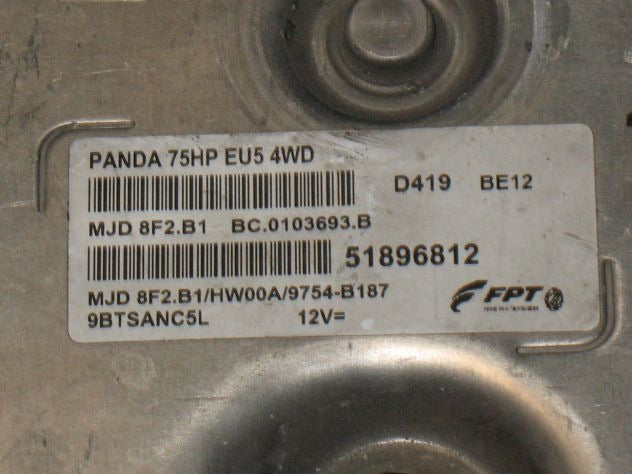 PANDA 75HP EU5 4WD
D419 BE12
MJD 8F2.B1 BC.0103693.B
51896812
MJD 8F2.B1/HW00A/9754-B187
FPT
9BTSANC5L 12V=